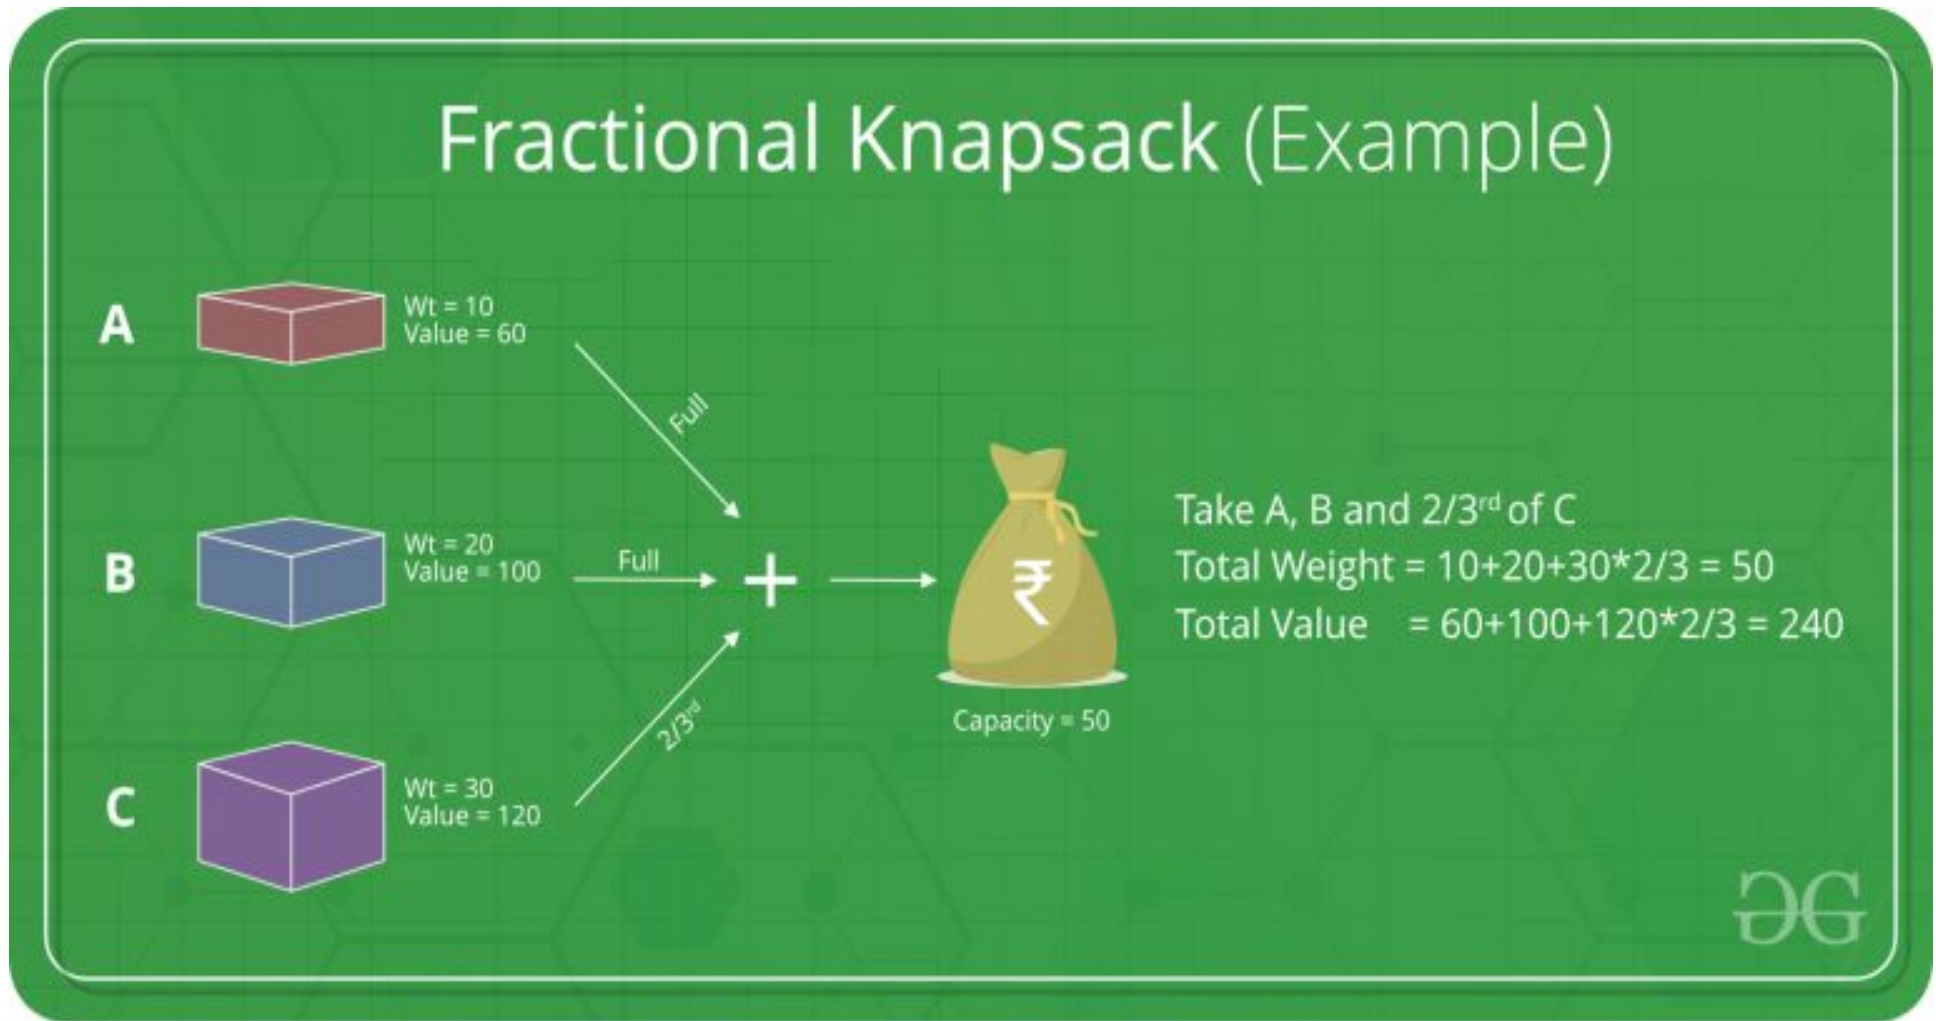 Fractional Knapsack (Example)
A
Wt = 10
Value = 60
Full
B
Wt = 20
Value = 100
Full
+
₹
Capacity = 50
C
Wt = 30
Value = 120
2/3rd
Take A, B and 2/3rd of C
Total Weight = 10+20+30*2/3 = 50
Total Value = 60+100+120*2/3 = 240